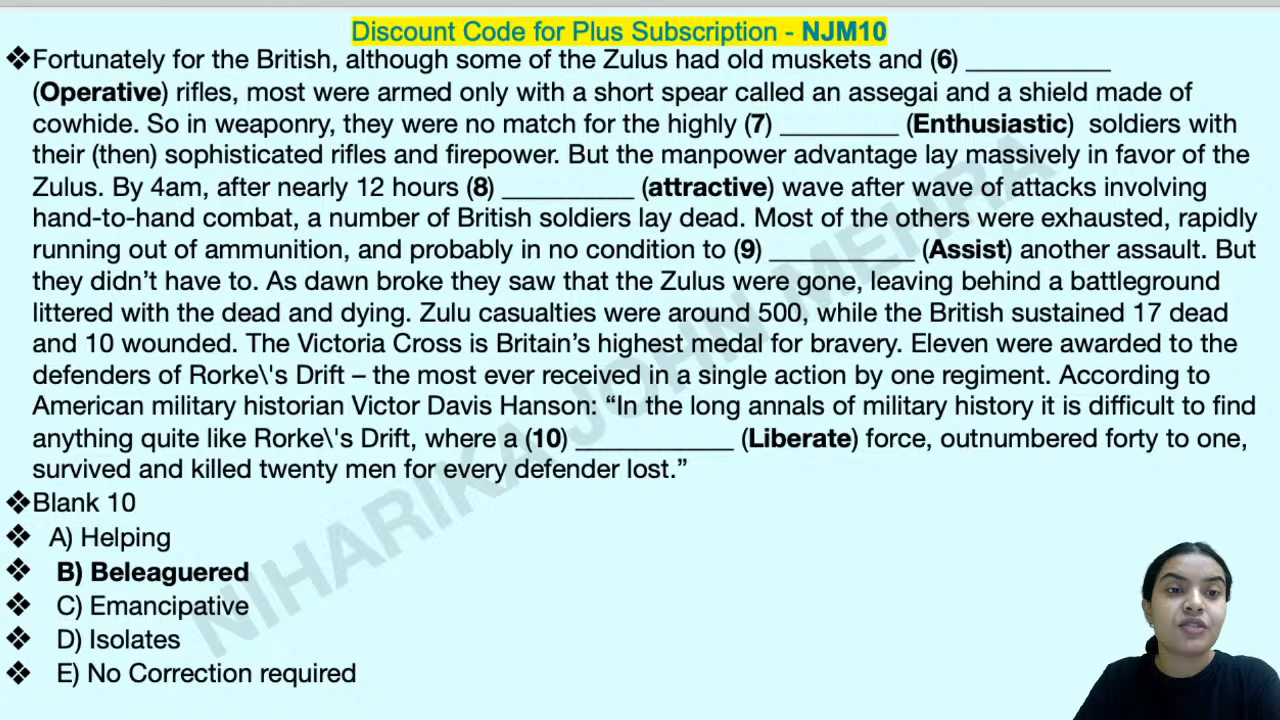 Discount Code for Plus Subscription - NJM10
❖Fortunately for the British, although some of the Zulus had old muskets and (6) __________
(Operative) rifles, most were armed only with a short spear called an assegai and a shield made of
cowhide. So in weaponry, they were no match for the highly (7) ________ (Enthusiastic) soldiers with
their (then) sophisticated rifles and firepower. But the manpower advantage lay massively in favor of the
Zulus. By 4am, after nearly 12 hours (8) _________ (attractive) wave after wave of attacks involving
hand-to-hand combat, a number of British soldiers lay dead. Most of the others were exhausted, rapidly
running out of ammunition, and probably in no condition to (9) __________ (Assist) another assault. But
they didn’t have to. As dawn broke they saw that the Zulus were gone, leaving behind a battleground
littered with the dead and dying. Zulu casualties were around 500, while the British sustained 17 dead
and 10 wounded. The Victoria Cross is Britain’s highest medal for bravery. Eleven were awarded to the
defenders of Rorke\'s Drift – the most ever received in a single action by one regiment. According to
American military historian Victor Davis Hanson: “In the long annals of military history it is difficult to find
anything quite like Rorke\'s Drift, where a (10) ___________ (Liberate) force, outnumbered forty to one,
survived and killed twenty men for every defender lost.”
❖Blank 10
❖ A) Helping
❖ B) Beleaguered
❖ C) Emancipative
❖ D) Isolates
❖ E) No Correction required
NIHARIKA JOHN MEHRA